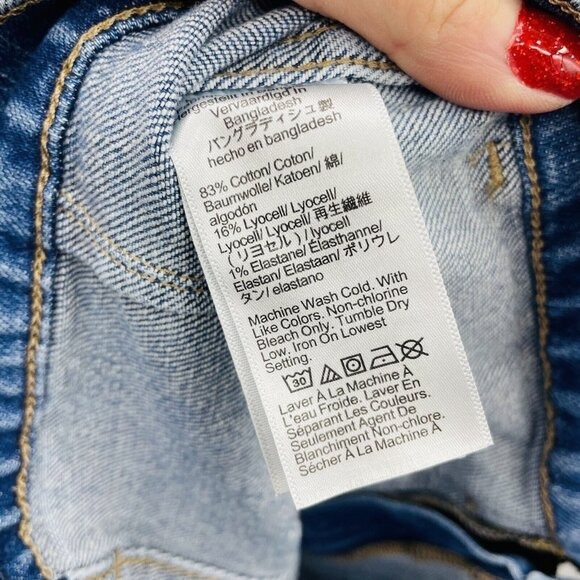 Vervaardigd in
Bangladesh
バングラディシュ製
hecho en bangladesh
83% Cotton/ Coton/
Baumwolle/ Katoen/ 綿/
algodón
16% Lyocell/ Lyocell/
Lyocell/ Lyocell/ 再生繊維
(リヨセル)/ lyocell
1% Elastane/ Elasthanne/
Elastan/ Elastaan/ ポリウレ
タン/ elastano
Machine Wash Cold. With
Like Colors. Non-chlorine
Bleach Only. Tumble Dry
Low. Iron On Lowest
Setting.
30
Laver À La Machine À
L'eau Froide. Laver En
Séparant Les Couleurs.
Seulement Agent De
Blanchiment Non-chlore.
Sécher À La Machine À